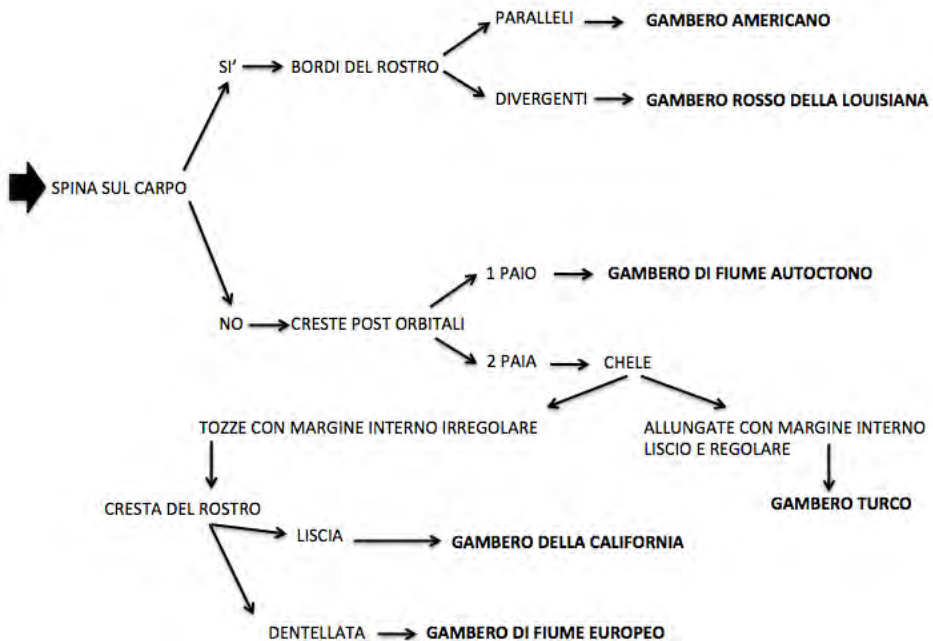 PARALLELI
GAMBERO AMERICANO
SI'
BORDI DEL ROSTRO
DIVERGENTI
GAMBERO ROSSO DELLA LOUISIANA
SPINA SUL CARPO
1 PAIO
GAMBERO DI FIUME AUTOCTONO
NO
CRESTE POST ORBITALI
2 PAIA
CHELE
TOZZE CON MARGINE INTERNO IRREGOLARE
ALLUNGATE CON MARGINE INTERNO
LISCIO E REGOLARE
GAMBERO TURCO
CRESTA DEL ROSTRO
LISCIA
GAMBERO DELLA CALIFORNIA
DENTELLATA
GAMBERO DI FIUME EUROPEO